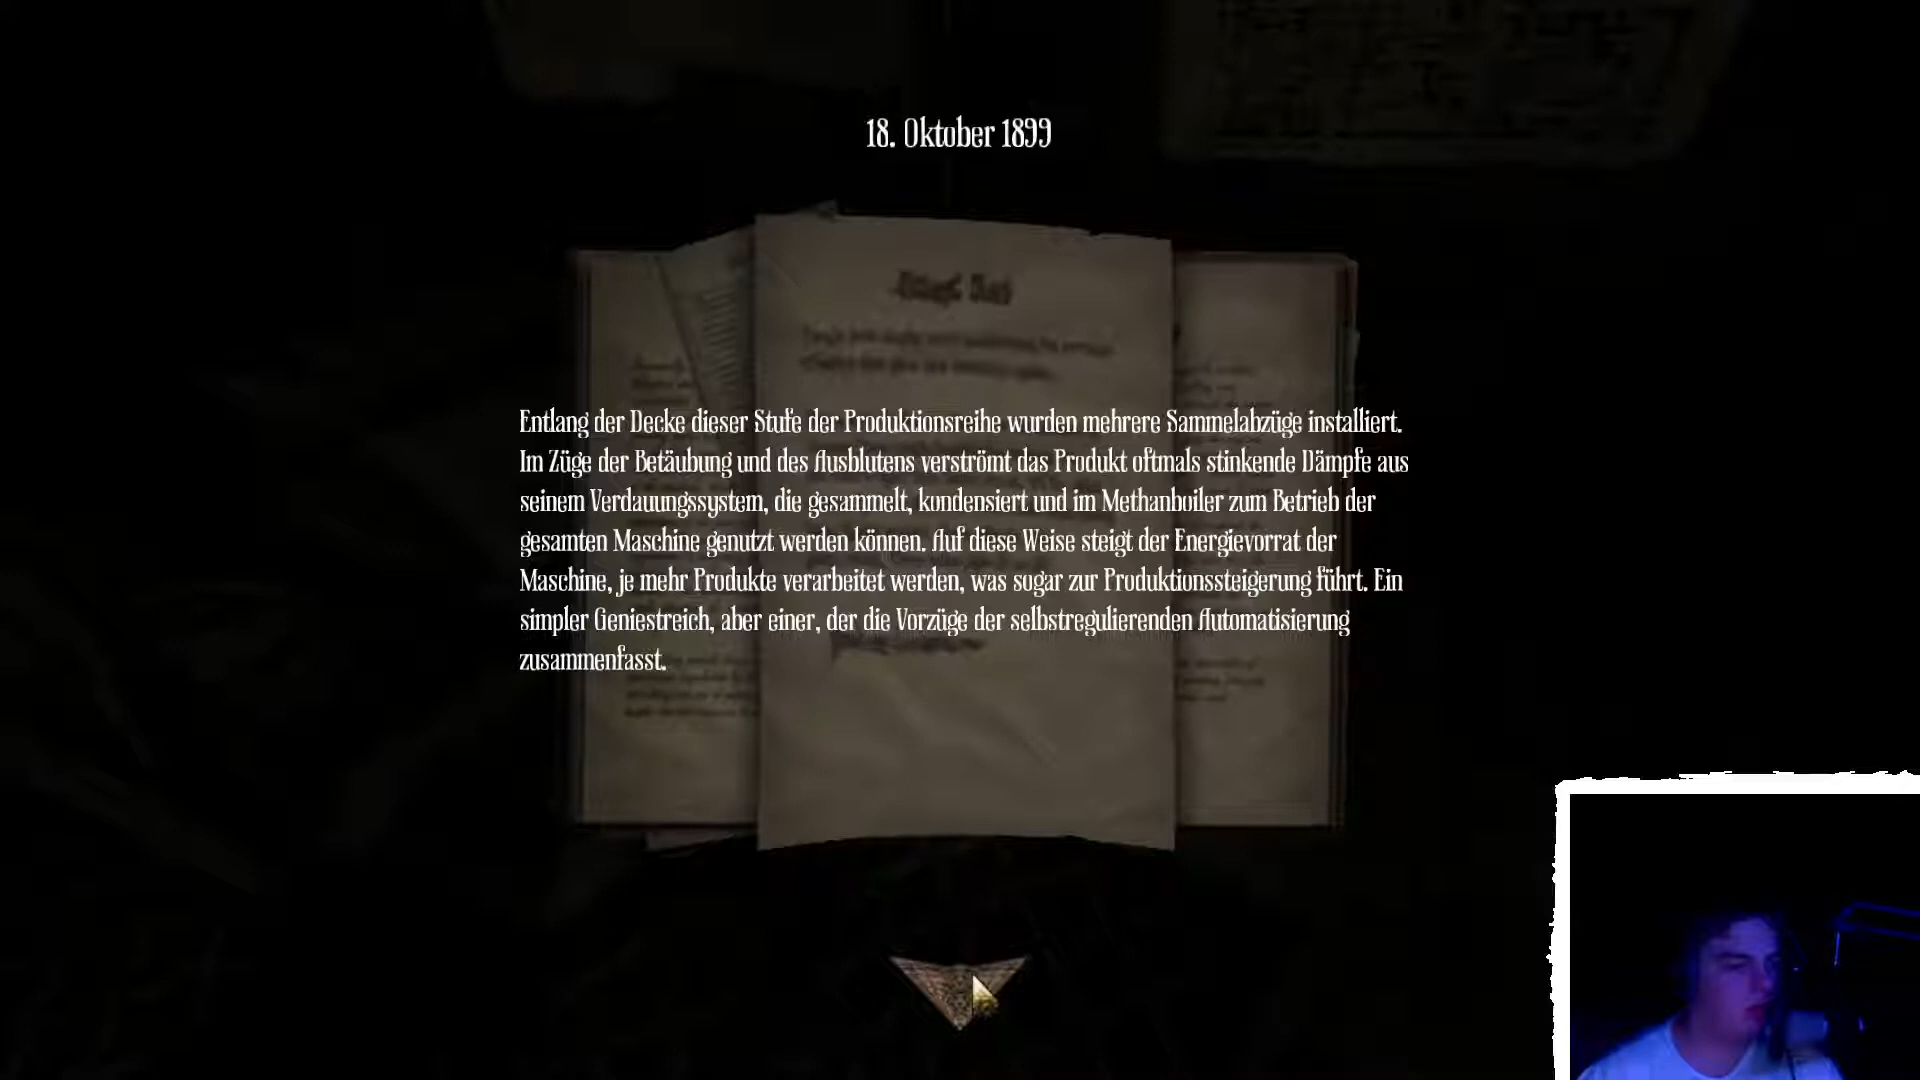 18. Oktober 1899
Entlang der Decke dieser Stufe der Produktionsreihe wurden mehrere Sammelabzüge installiert.
Im Züge der Betäubung und des Ausblutens verströmt das Produkt oftmals stinkende Dämpfe aus
seinem Verdauungssystem, die gesammelt, kondensiert und im Methanboiler zum Betrieb der
gesamten Maschine genutzt werden können. Auf diese Weise steigt der Energievorrat der
Maschine, je mehr Produkte verarbeitet werden, was sogar zur Produktionssteigerung führt. Ein
simpler Geniestreich, aber einer, der die Vorzüge der selbstregulierenden Automatisierung
zusammenfasst.